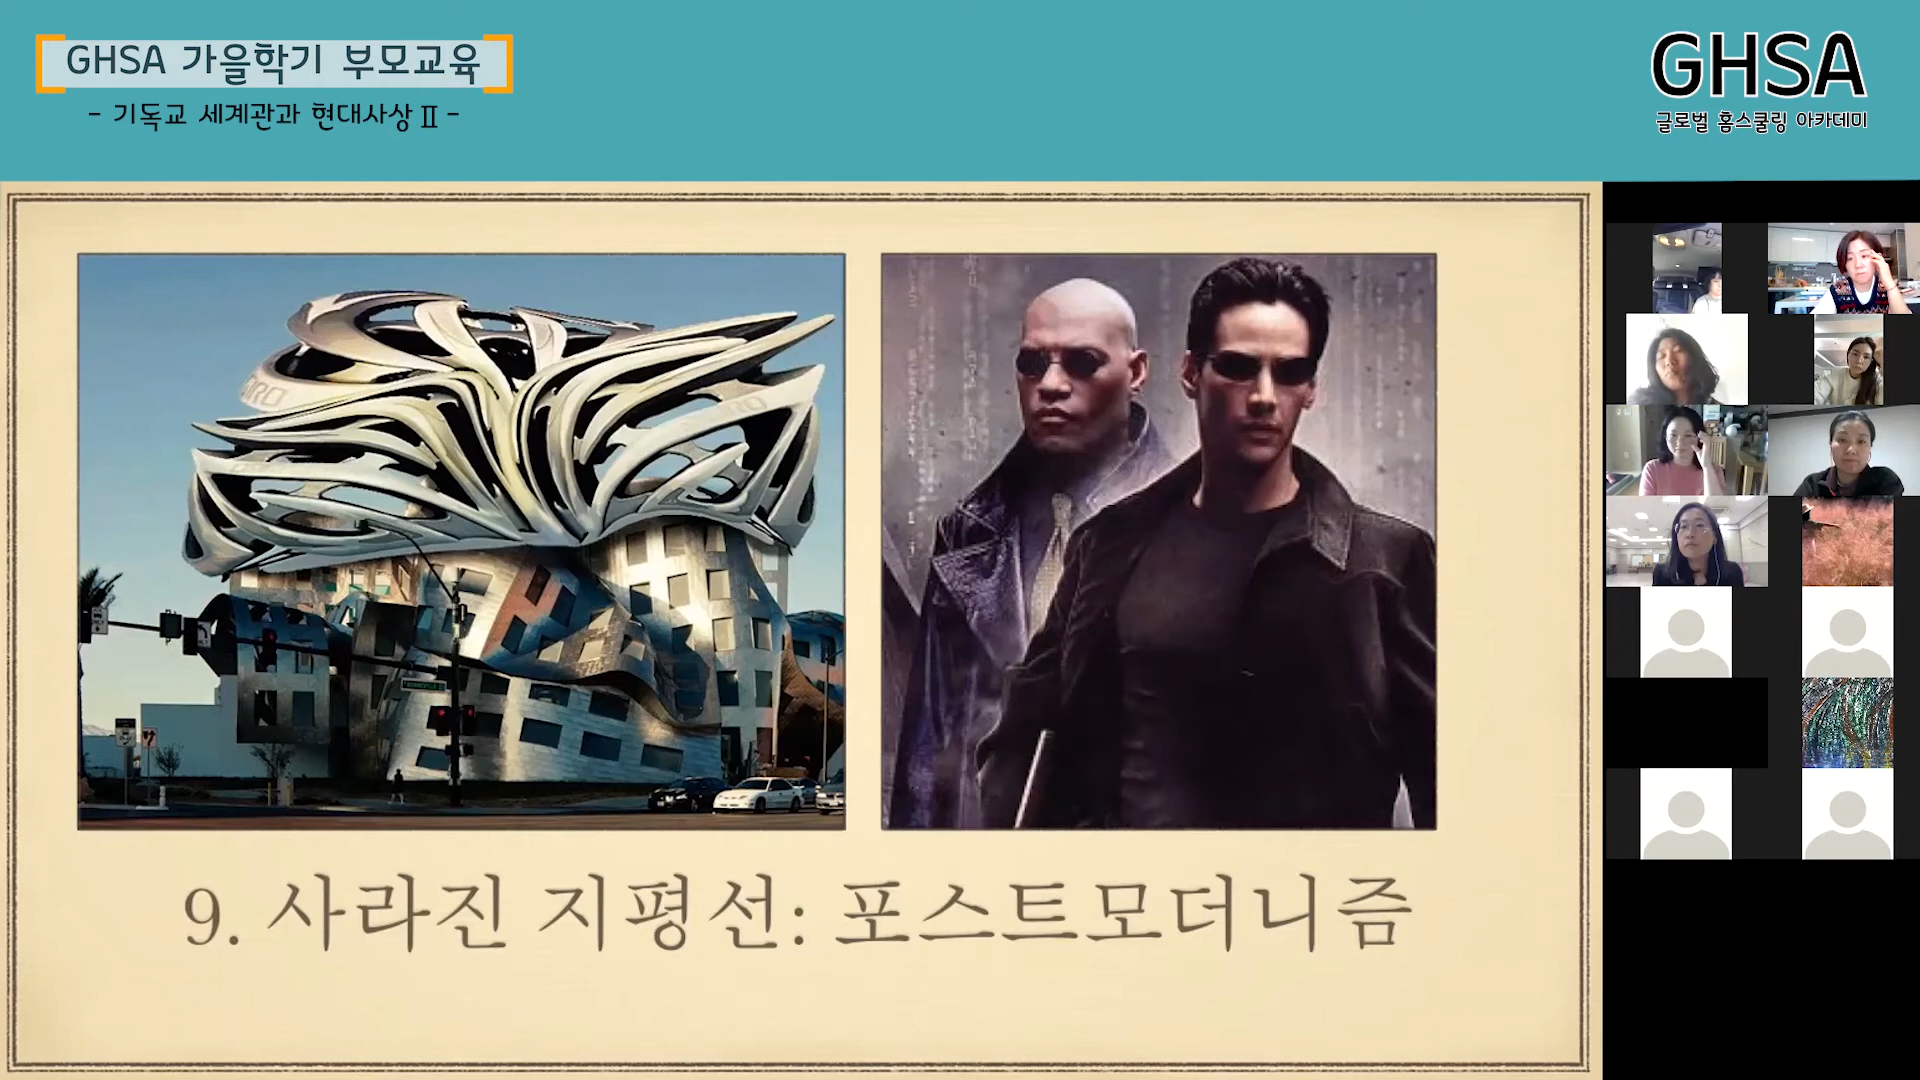 GHSA 가을학기 부모교육
- 기독교 세계관과 현대사상 Ⅱ -
GHSA
글로벌 홈스쿨링 아카데미
9. 사라진 지평선: 포스트모더니즘